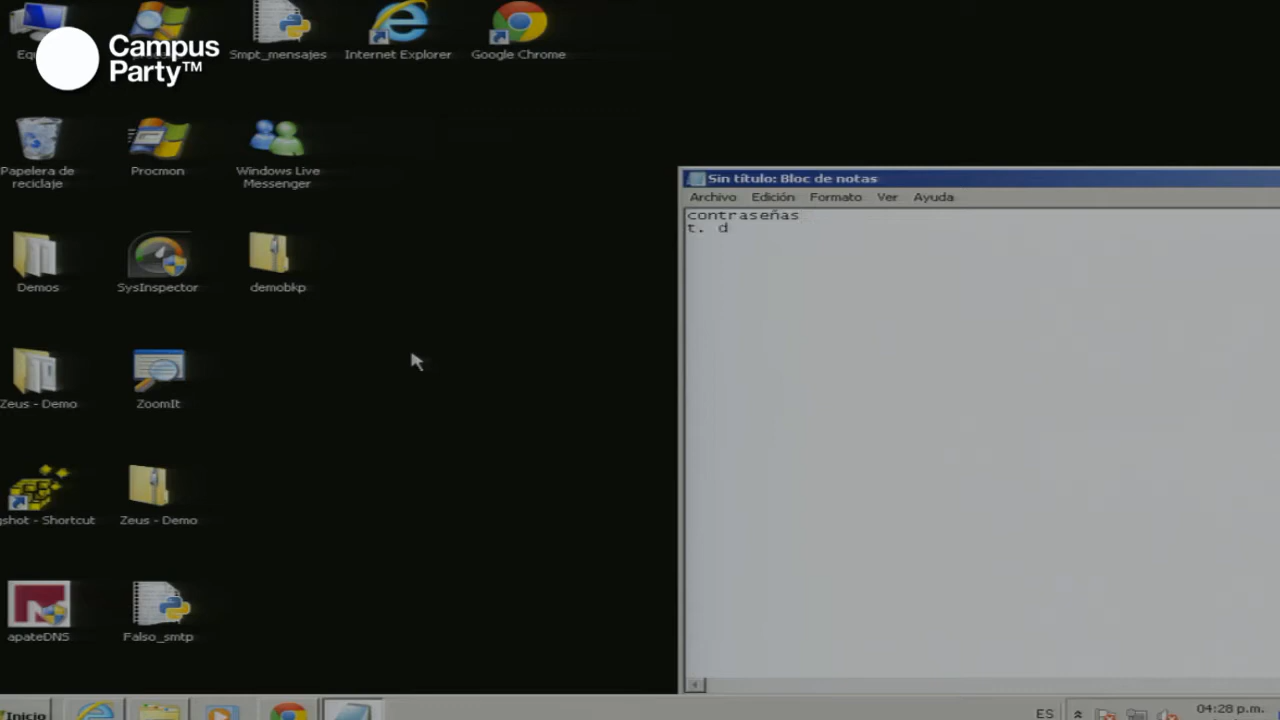 Campus
Party™
Smpt_mensajes
Internet Explorer
Google Chrome
Papelera de
reciclaje
Procmon
Windows Live
Messenger
Demos
SysInspector
demobkp
Zeus - Demo
ZoomIt
gshot - Shortcut
Zeus - Demo
apateDNS
Falso_smtp
Sin título: Bloc de notas
Archivo Edición Formato Ver Ayuda
contraseñas
t. d
Inicio
ES
04:28 p.m.